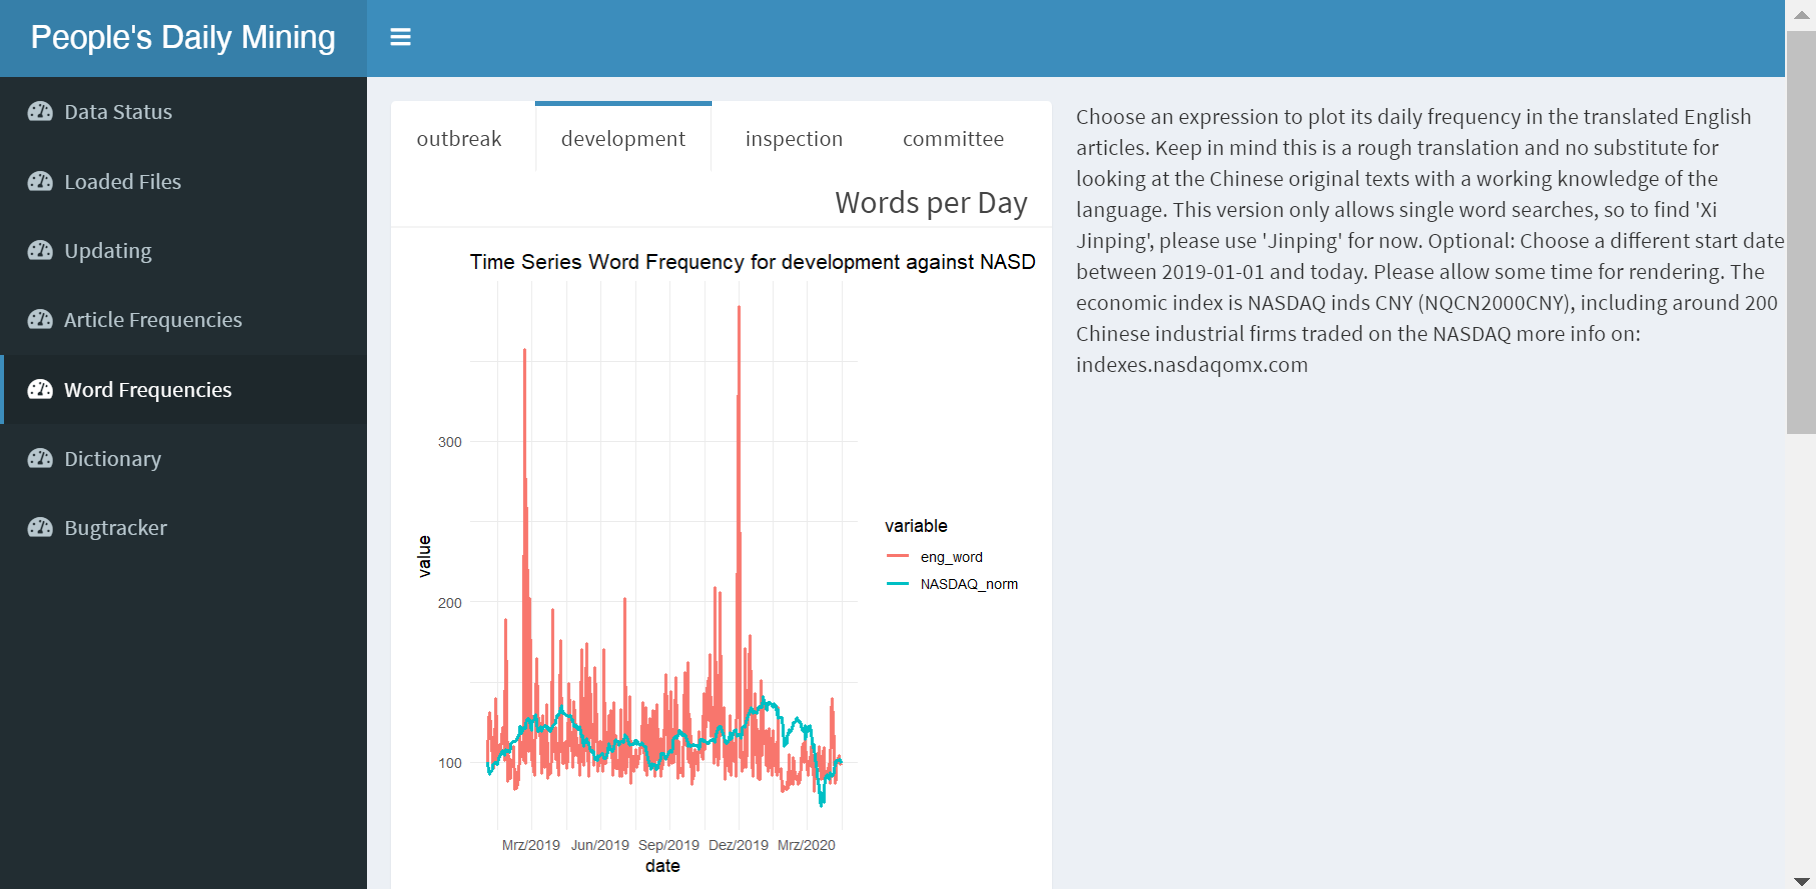 People's Daily Mining
Data Status
Loaded Files
Updating
Article Frequencies
Word Frequencies
Dictionary
Bugtracker
outbreak development inspection committee
Words per Day
Time Series Word Frequency for development against NASD
300
200
100
value
Mrz/2019 Jun/2019 Sep/2019 Dez/2019 Mrz/2020
date
variable
eng_word
NASDAQ_norm
Choose an expression to plot its daily frequency in the translated English
articles. Keep in mind this is a rough translation and no substitute for
looking at the Chinese original texts with a working knowledge of the
language. This version only allows single word searches, so to find 'Xi
Jinping', please use 'Jinping' for now. Optional: Choose a different start date
between 2019-01-01 and today. Please allow some time for rendering. The
economic index is NASDAQ inds CNY (NQCN2000CNY), including around 200
Chinese industrial firms traded on the NASDAQ more info on:
indexes.nasdaqomx.com